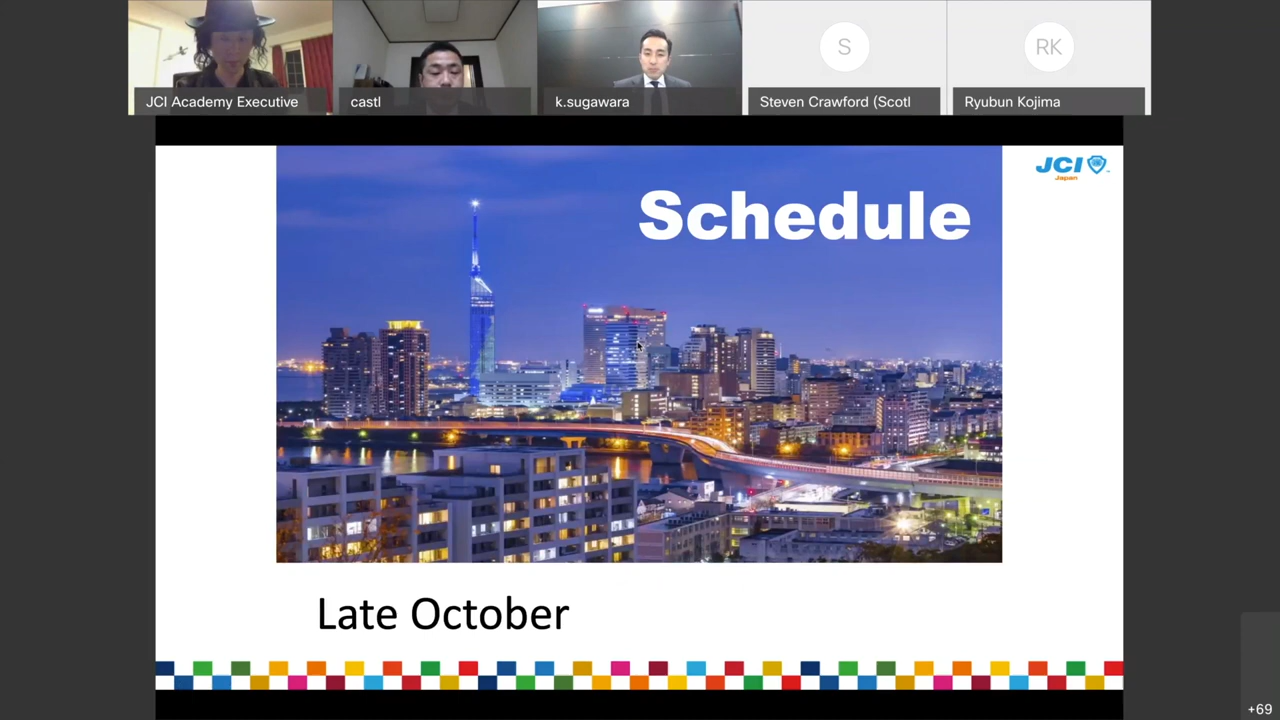 JCI Academy Executive
castl
k.sugawara
S
Steven Crawford (Scotl
RK
Ryubun Kojima
JCI
Japan
Schedule
Late October
+69